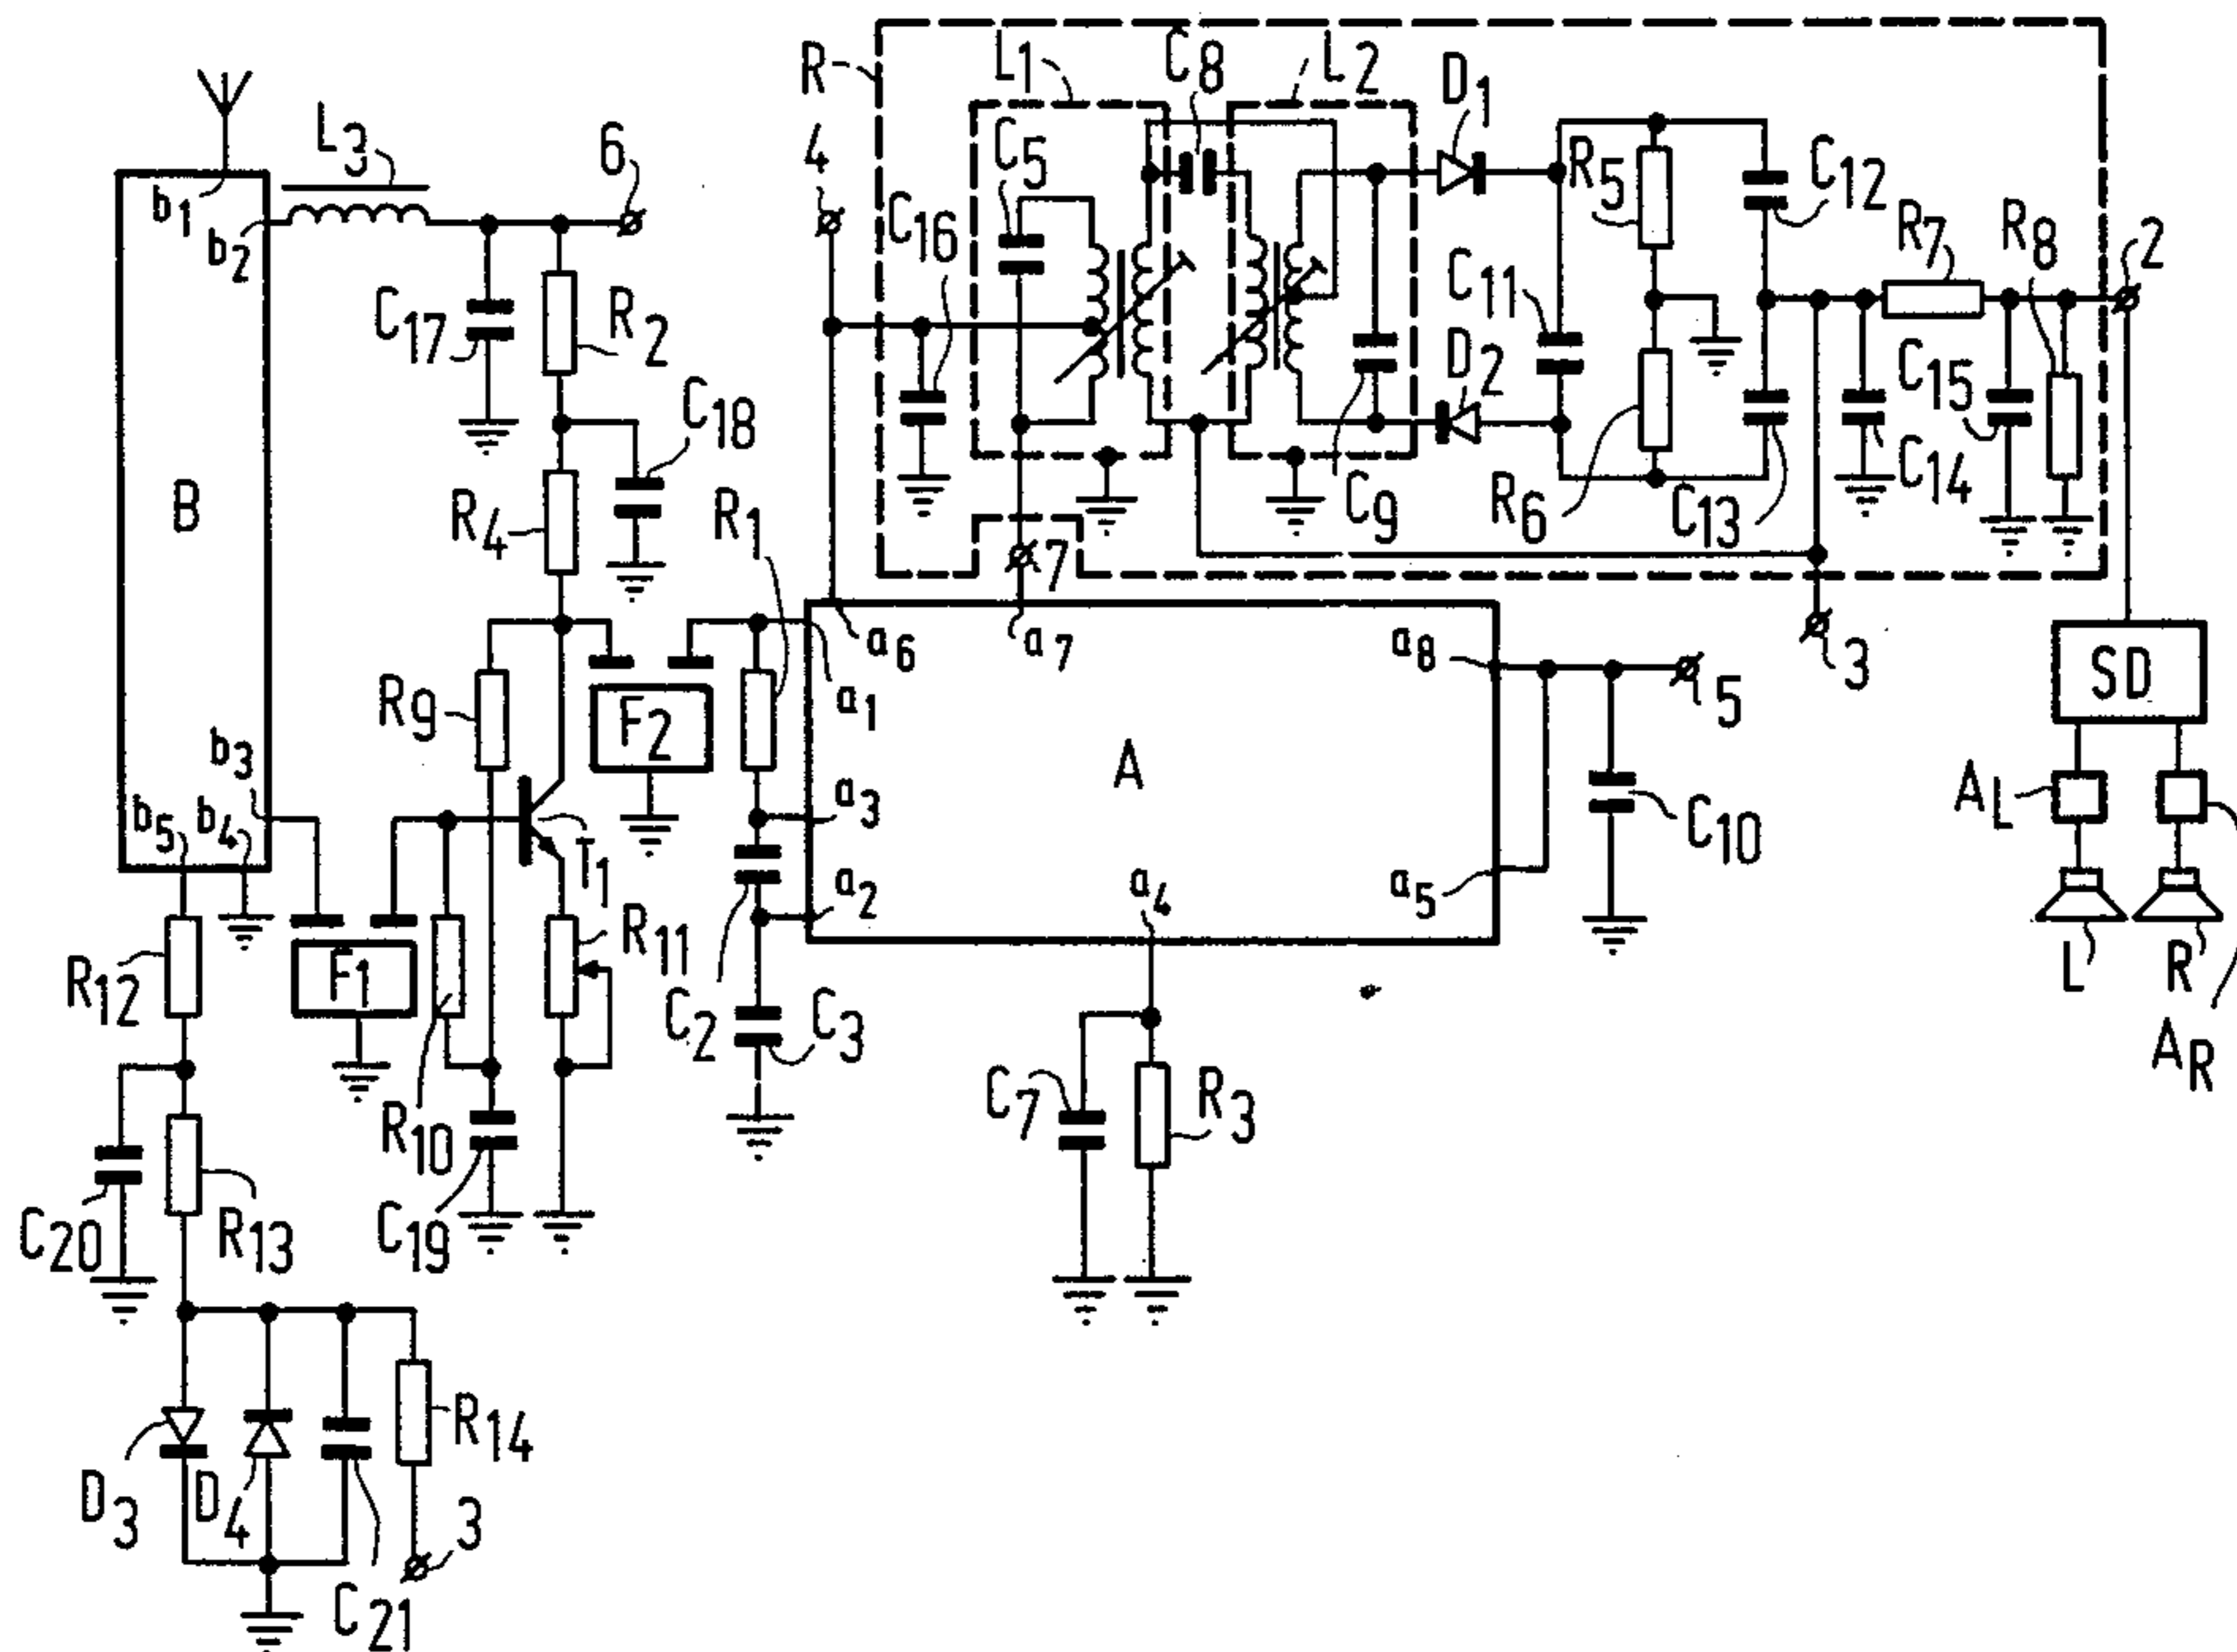 R
L1
C8
L2
D1
4
C5
L3
6
b1
b2
C16
R5
C12
R7
R8
2
C17
R2
C11
D2
C18
C15
B
R4
R1
C9
R6
C13
C14
7
a6
a7
a8
3
R9
F2
a1
5
SD
b3
A
a3
AL
b5
b4
T1
a2
a4
a5
C10
R12
F1
R11
L
R
C2
C3
AR
C7
R3
R10
C20
R13
C19
D3
D4
R14
3
C21